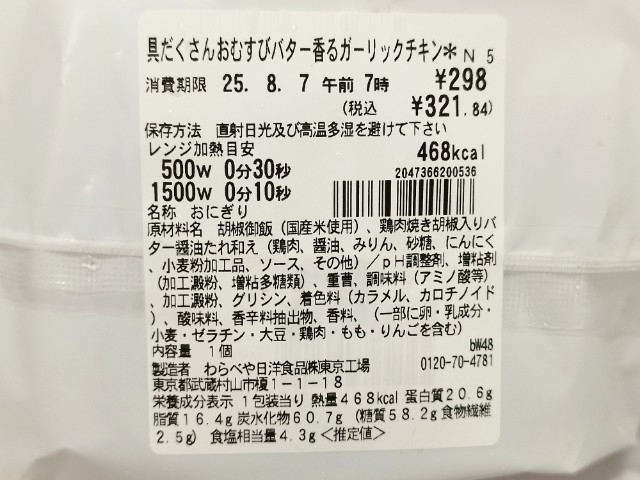 具だくさんおむすびバター香るガーリックチキン* N 5
消費期限 25. 8. 7 午前 7時 ¥298
(税込 ¥321.84)
保存方法 直射日光及び高温多湿を避けて下さい
レンジ加熱目安 468kcal
500W 0分30秒 2047366200536
1500W 0分10秒
名称 おにぎり
原材料名 胡椒御飯(国産米使用)、鶏肉焼き胡椒入りバ
ター醤油たれ和え(鶏肉、醤油、みりん、砂糖、にんにく
、小麦粉加工品、ソース、その他)/pH調整剤、増粘剤
(加工澱粉、増粘多糖類)、重曹、調味料(アミノ酸等)
、加工澱粉、グリシン、着色料(カラメル、カロチノイド
)、酸味料、香辛料抽出物、香料、(一部に卵・乳成分・
小麦・ゼラチン・大豆・鶏肉・もも・りんごを含む)
内容量 1個 bW48
製造者 わらべや日洋食品(株)東京工場 0120-70-4781
東京都武蔵村山市榎1-1-18
栄養成分表示 1包装当り 熱量468kcal 蛋白質20.6g
脂質16.4g 炭水化物60.7g (糖質58.2g 食物繊維
2.5g) 食塩相当量4.3g <推定値>